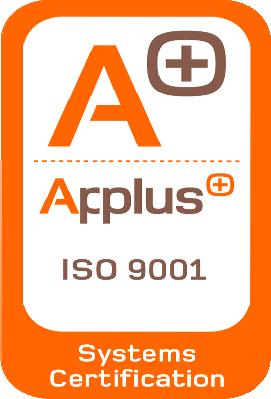 A+
Applus+
ISO 9001
Systems
Certification